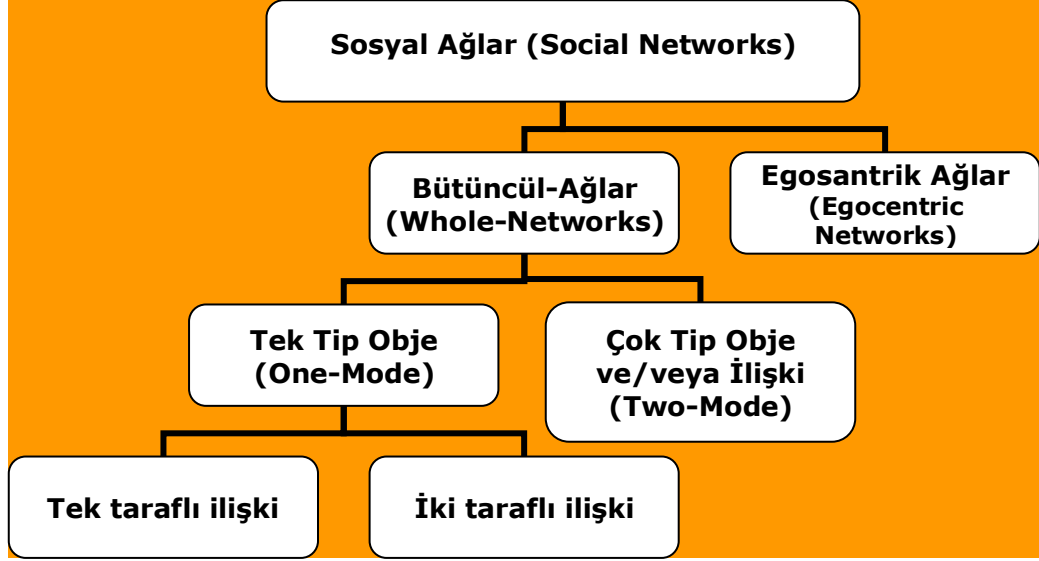 Sosyal Ağlar (Social Networks)
Bütüncül-Ağlar
(Whole-Networks)
Egosantrik Ağlar
(Egocentric
Networks)
Tek Tip Obje
(One-Mode)
Çok Tip Obje
ve/veya İlişki
(Two-Mode)
Tek taraflı ilişki
İki taraflı ilişki